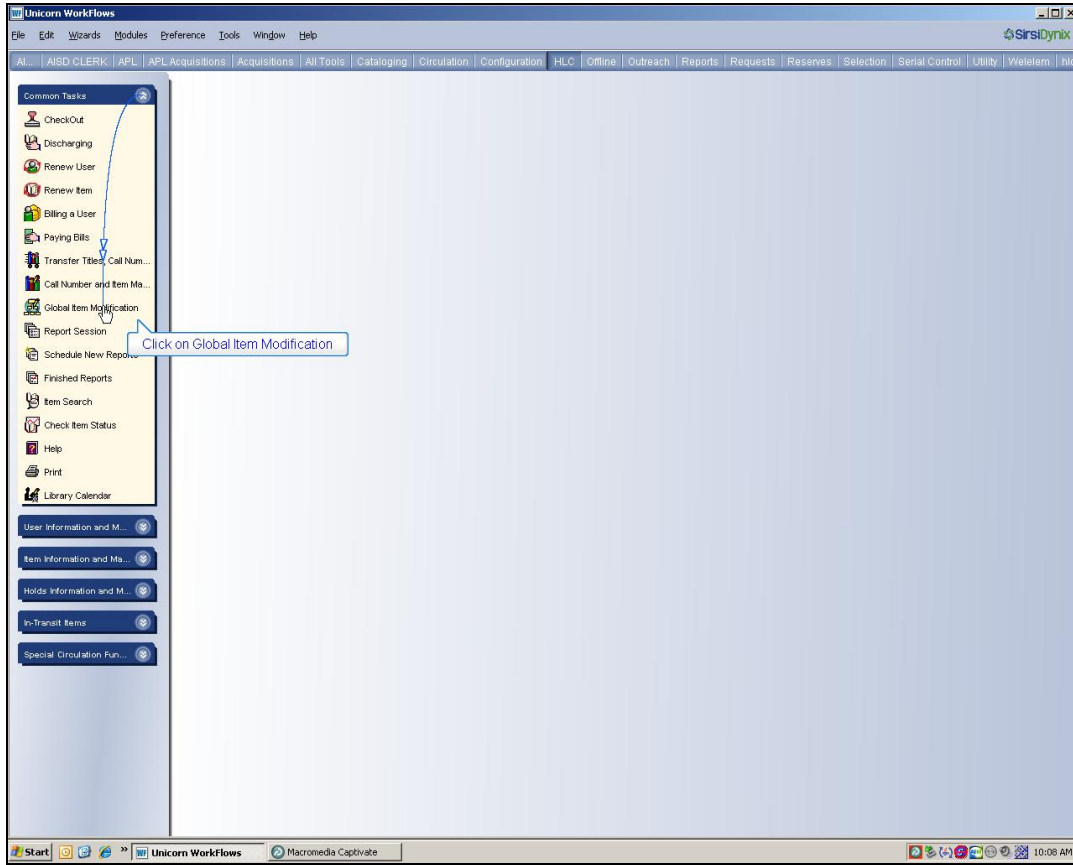 Unicorn WorkFlows
File Edit Wizards Modules Preference Tools Window Help
SirsiDynix
Al... AISD CLERK APL APL Acquisitions Acquisitions All Tools Cataloging Circulation Configuration HLC Offline Outreach Reports Requests Reserves Selection Serial Control Utility Welelem hlc
Common Tasks
CheckOut
Discharging
Renew User
Renew Item
Billing a User
Paying Bills
Transfer Titles, Call Num...
Call Number and Item Ma...
Global Item Modification
Report Session
Click on Global Item Modification
Schedule New Reports
Finished Reports
Item Search
Check Item Status
Help
Print
Library Calendar
User Information and M...
Item Information and Ma...
Holds Information and M...
In-Transit Items
Special Circulation Fun...
Start Unicorn WorkFlows Macromedia Captivate 10:08 AM